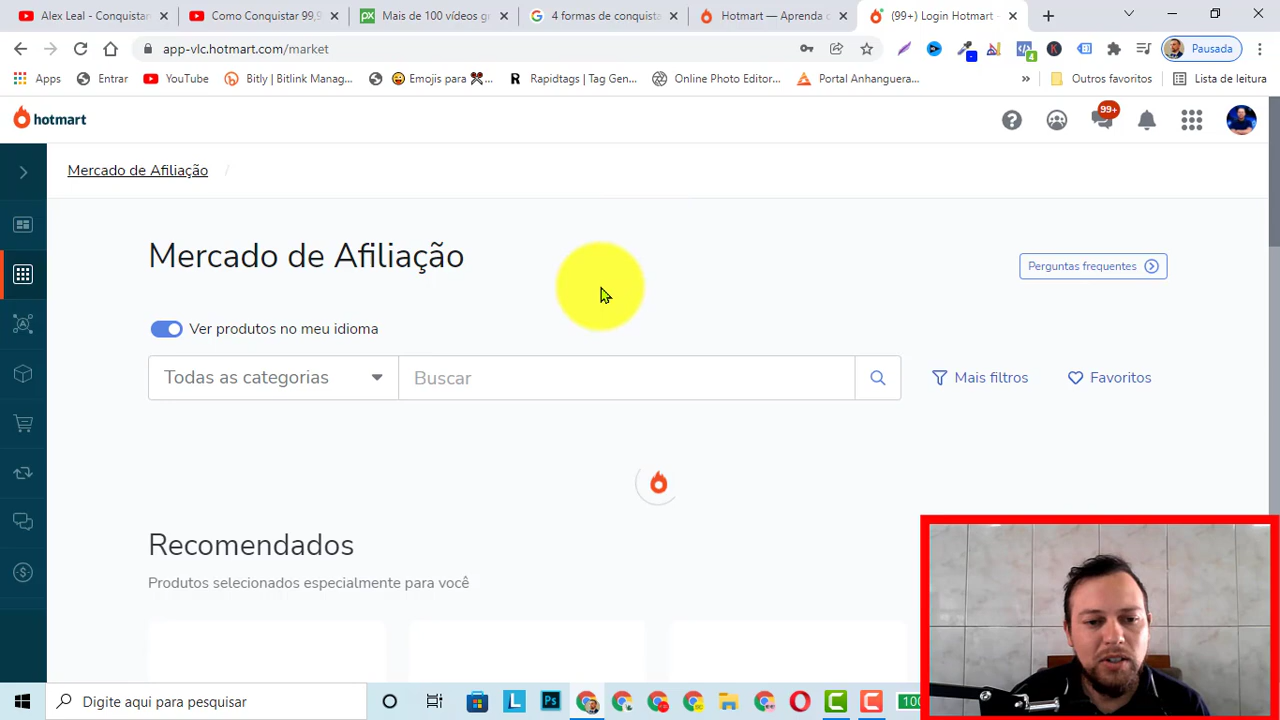 Alex Leal - Conquistar
Como Conquistar 99,9
Mais de 100 vídeos gr
4 formas de conquista
Hotmart — Aprenda o
(99+) Login Hotmart -
app-vlc.hotmart.com/market
Pausada
Apps
Entrar
YouTube
Bitly | Bitlink Manag...
Emojis para
...
Rapidtags | Tag Gen...
Online Photo Editor...
Portal Anhanguera...
»
Outros favoritos
Lista de leitura
hotmart
99+
Mercado de Afiliação /
Mercado de Afiliação
Perguntas frequentes
Ver produtos no meu idioma
Todas as categorias
Buscar
Mais filtros
Favoritos
Recomendados
Produtos selecionados especialmente para você
Digite aqui para pesquisar
100